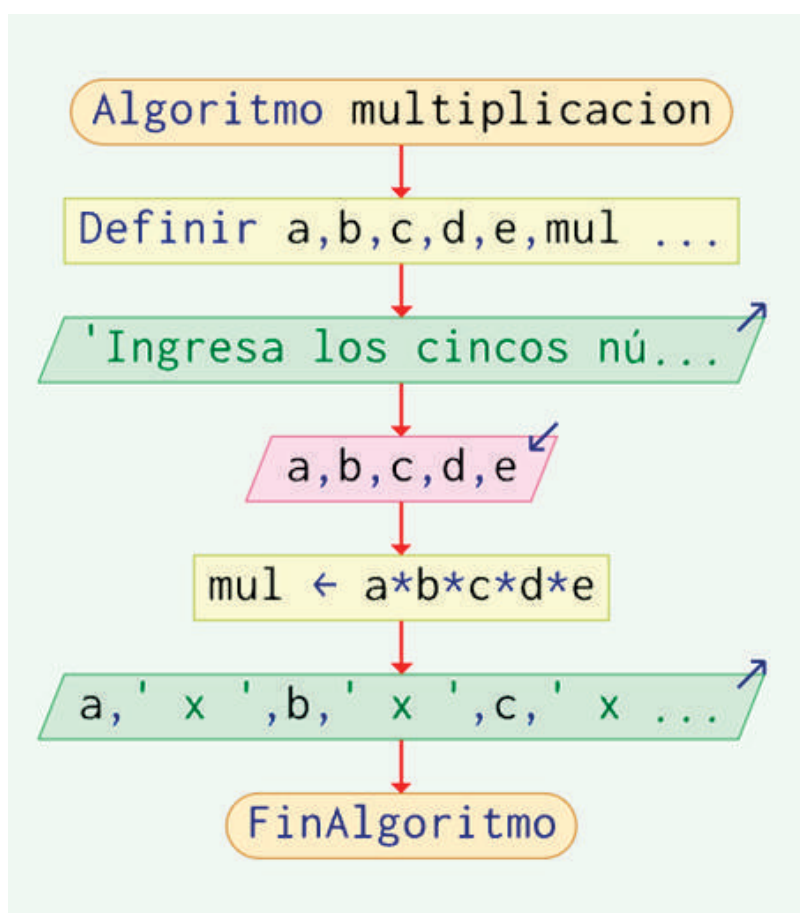 Algoritmo multiplicacion
Definir a,b,c,d,e,mul ...
'Ingresa los cincos nú...
a,b,c,d,e
mul ← a*b*c*d*e
a,' x ',b,' x ',c,' x ...
FinAlgoritmo